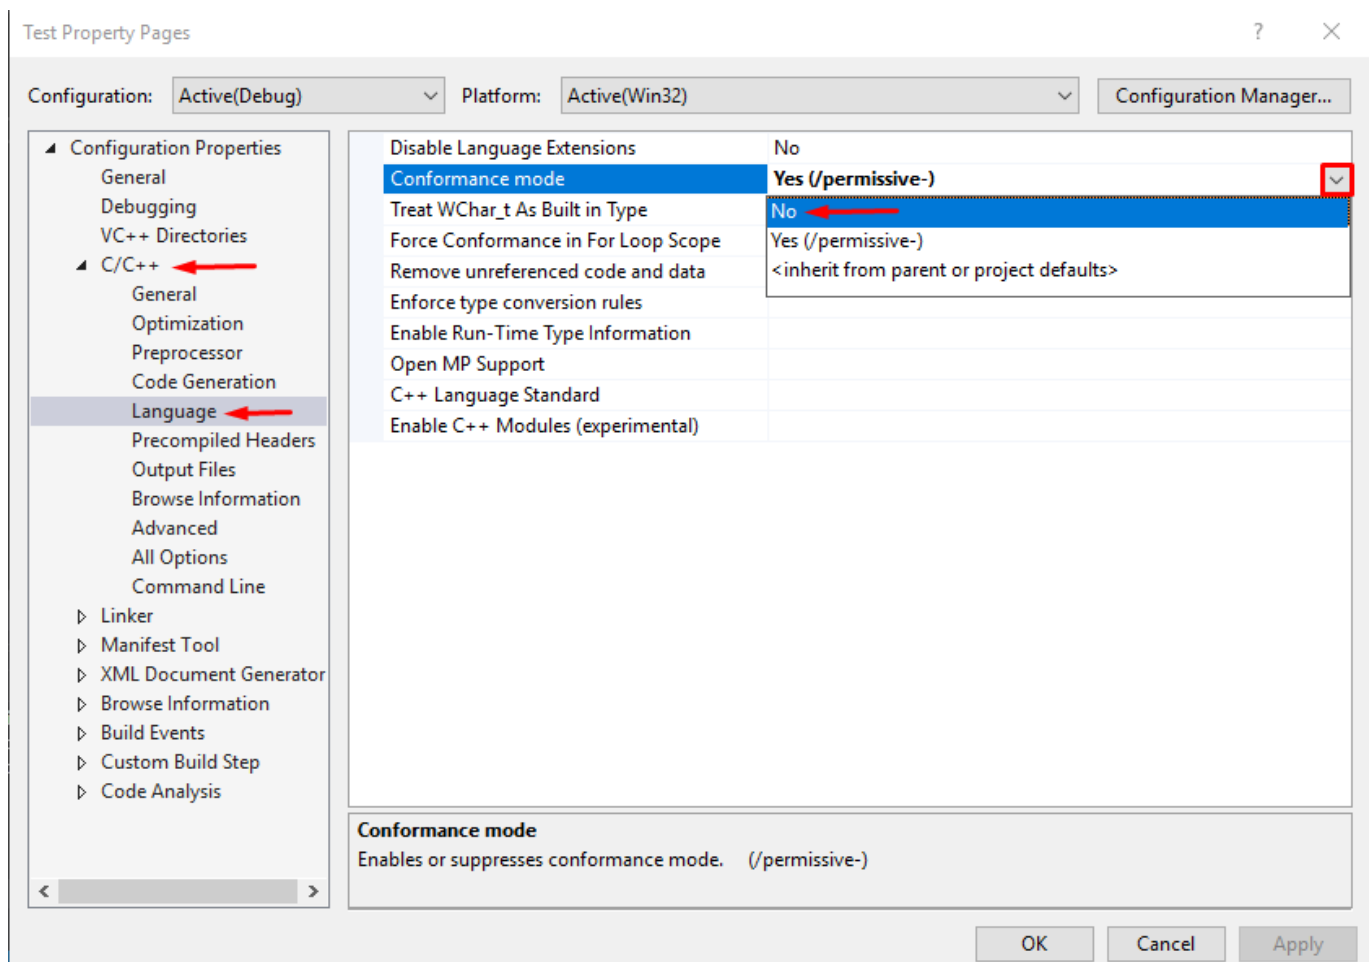 Test Property Pages
?
Configuration: Active(Debug) Platform: Active(Win32) Configuration Manager...
Configuration Properties
General
Debugging
VC++ Directories
C/C++
General
Optimization
Preprocessor
Code Generation
Language
Precompiled Headers
Output Files
Browse Information
Advanced
All Options
Command Line
Linker
Manifest Tool
XML Document Generator
Browse Information
Build Events
Custom Build Step
Code Analysis
Disable Language Extensions No
Conformance mode Yes (/permissive-)
Treat WChar_t As Built in Type
Force Conformance in For Loop Scope
Remove unreferenced code and data
Enforce type conversion rules
Enable Run-Time Type Information
Open MP Support
C++ Language Standard
Enable C++ Modules (experimental)
No
Yes (/permissive-)
<inherit from parent or project defaults>
Conformance mode
Enables or suppresses conformance mode. (/permissive-)
OK Cancel Apply